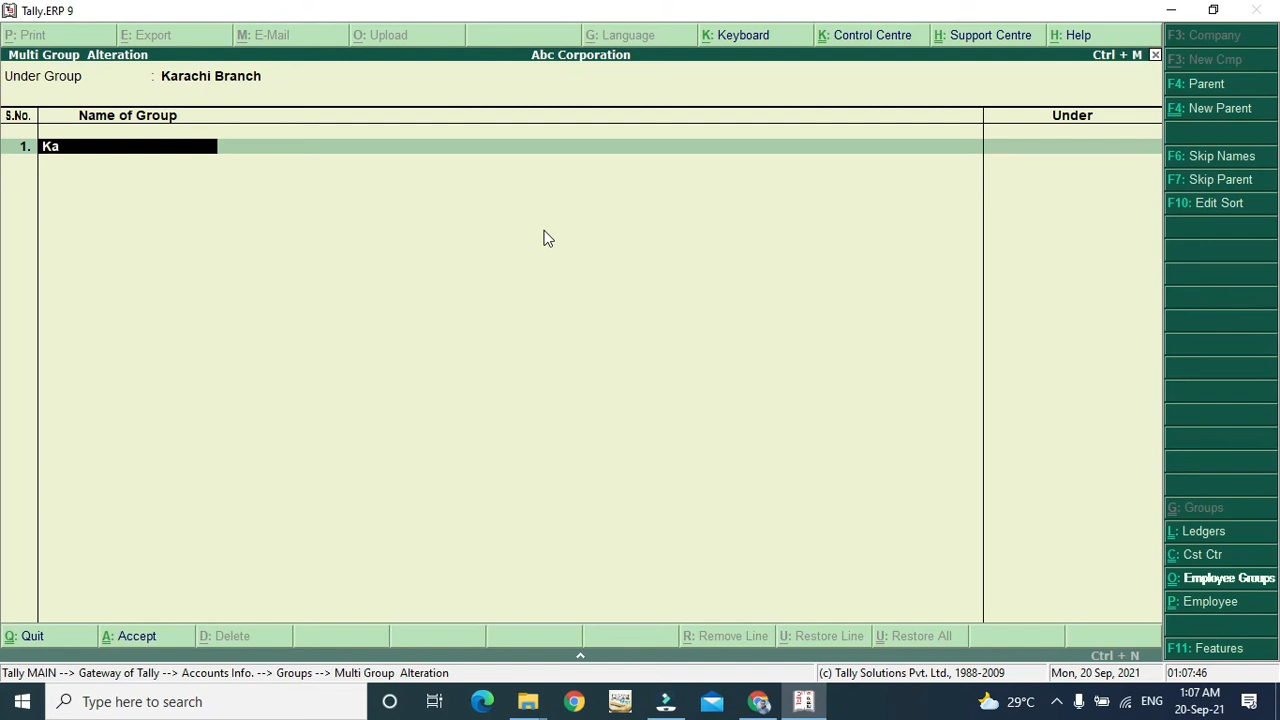 Tally.ERP 9
P: Print E: Export M: E-Mail O: Upload G: Language K: Keyboard K: Control Centre H: Support Centre H: Help
Multi Group Alteration Abc Corporation Ctrl + M
Under Group : Karachi Branch
S.No. Name of Group Under
1. Ka
F3: Company
F3: New Cmp
F4: Parent
F4: New Parent
F6: Skip Names
F7: Skip Parent
F10: Edit Sort
G: Groups
L: Ledgers
C: Cst Ctr
O: Employee Groups
P: Employee
F11: Features
Q: Quit A: Accept D: Delete R: Remove Line U: Restore Line U: Restore All
Ctrl + N
Tally MAIN --> Gateway of Tally --> Accounts Info. --> Groups --> Multi Group Alteration (c) Tally Solutions Pvt. Ltd., 1988-2009 Mon, 20 Sep, 2021 01:07:46
Type here to search 29°C ENG 1:07 AM
20-Sep-21